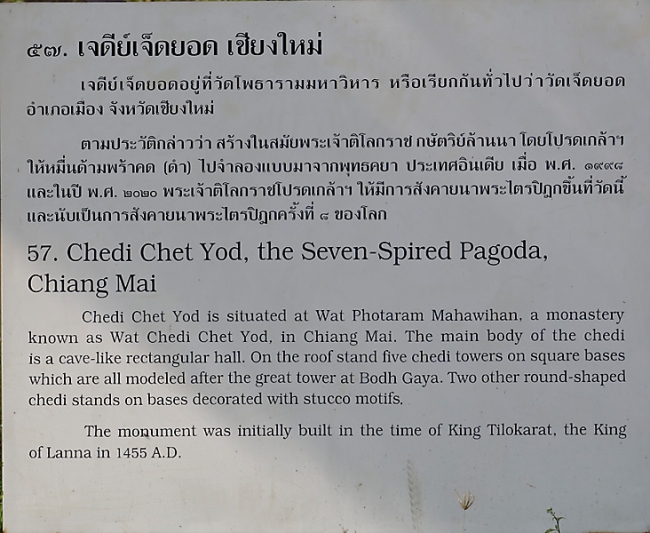 ๕๗. เจดีย์เจ็ดยอด เชียงใหม่
เจดีย์เจ็ดยอดอยู่ที่วัดโพธารามมหาวิหาร หรือเรียกกันทั่วไปว่าวัดเจ็ดยอด
อำเภอเมือง จังหวัดเชียงใหม่
ตามประวัติกล่าวว่า สร้างในสมัยพระเจ้าติโลกราช กษัตริย์ล้านนา โดยโปรดเกล้าฯ
ให้หมื่นด้ามพร้าคด (ดำ) ไปจำลองแบบมาจากพุทธคยา ประเทศอินเดีย เมื่อ พ.ศ. ๑๙๙๘
และในปี พ.ศ. ๒๐๒๐ พระเจ้าติโลกราชโปรดเกล้าฯ ให้มีการสังคายนาพระไตรปิฎกขึ้นที่วัดนี้
และนับเป็นการสังคายนาพระไตรปิฎกครั้งที่ ๘ ของโลก
57. Chedi Chet Yod, the Seven-Spired Pagoda,
Chiang Mai
Chedi Chet Yod is situated at Wat Photaram Mahawihan, a monastery
known as Wat Chedi Chet Yod, in Chiang Mai. The main body of the chedi
is a cave-like rectangular hall. On the roof stand five chedi towers on square bases
which are all modeled after the great tower at Bodh Gaya. Two other round-shaped
chedi stands on bases decorated with stucco motifs.
The monument was initially built in the time of King Tilokarat, the King
of Lanna in 1455 A.D.